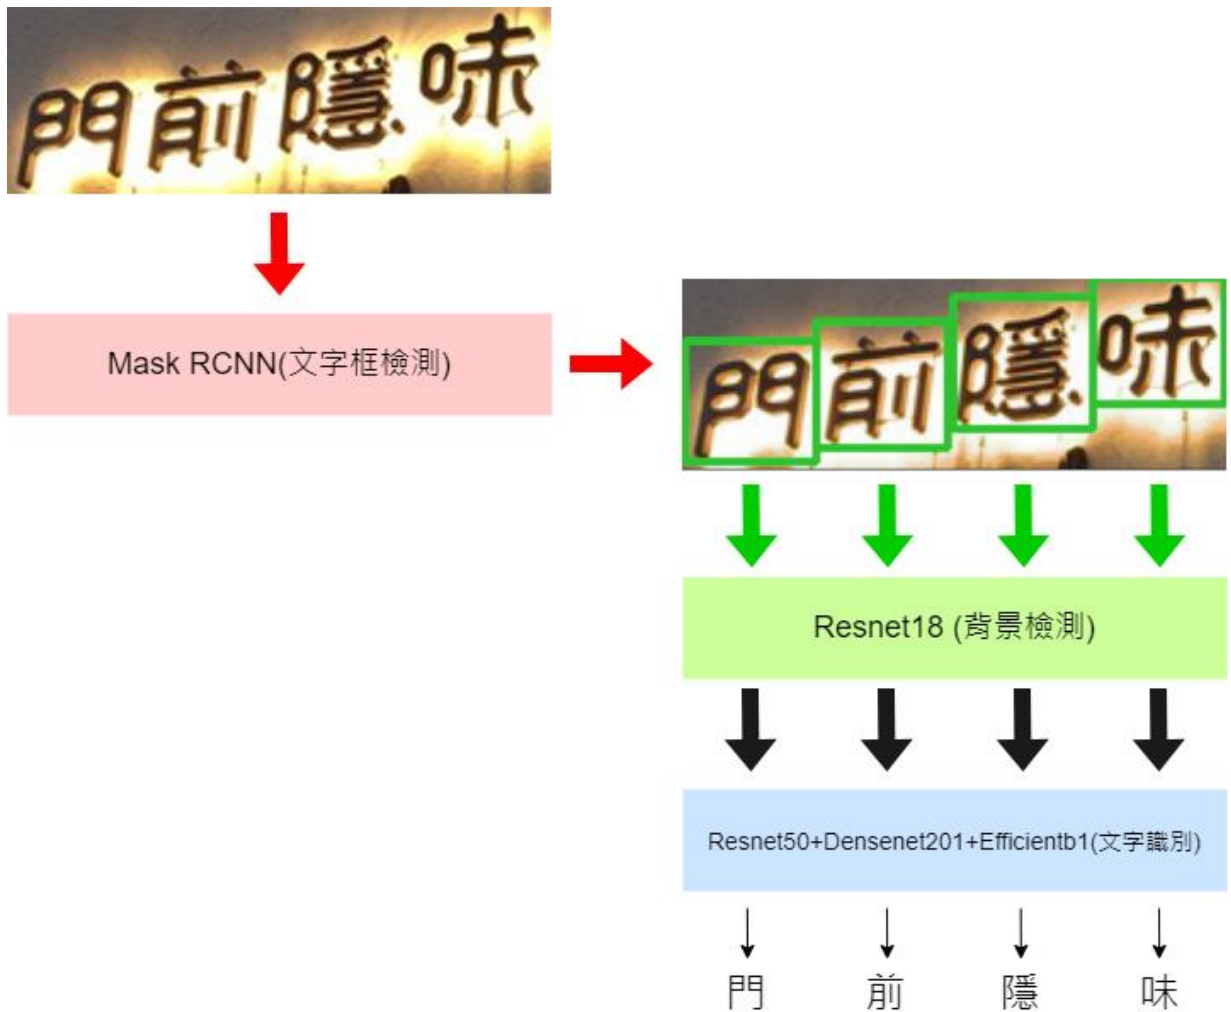 門前隱味
Mask RCNN(文字框檢測)
門前隱味
Resnet18 (背景檢測)
Resnet50+Densenet201+Efficientb1(文字識別)
門 前 隱 味